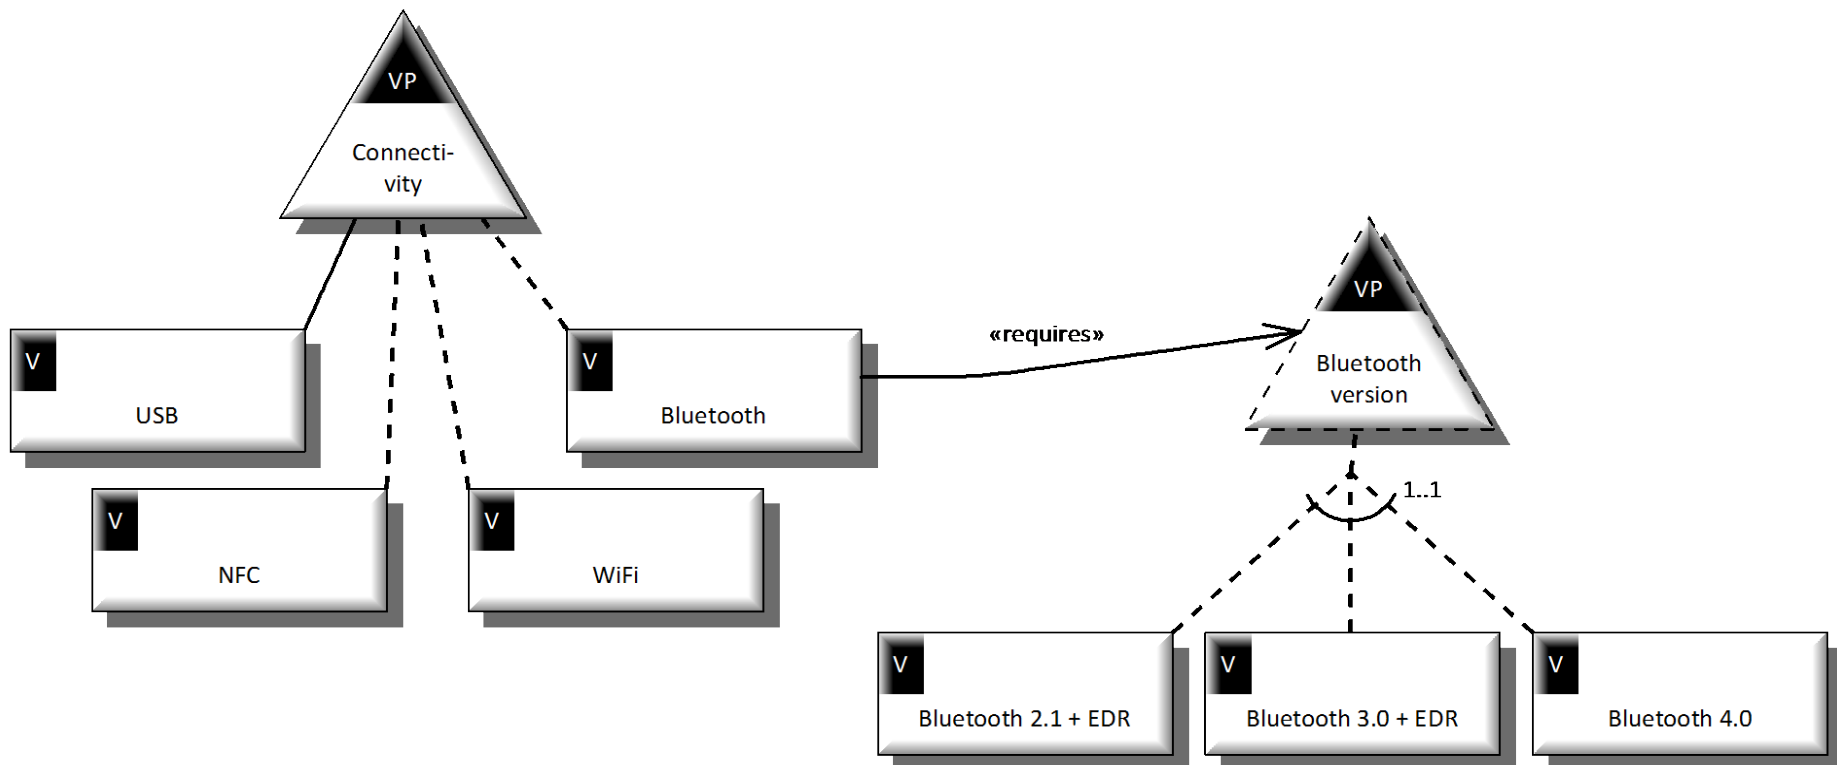 VP
Connecti-
vity
V
USB
V
NFC
V
WiFi
V
Bluetooth
«requires»
VP
Bluetooth
version
1..1
V
Bluetooth 2.1 + EDR
V
Bluetooth 3.0 + EDR
V
Bluetooth 4.0